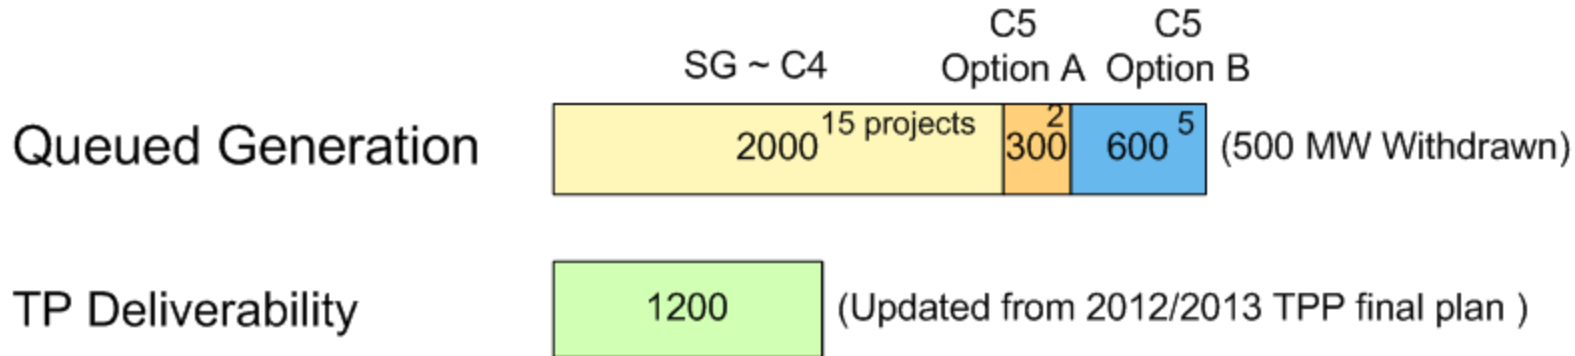 C5 C5
SG ~ C4 Option A Option B
Queued Generation 2000 15 projects 300 2 600 5 (500 MW Withdrawn)
TP Deliverability 1200 (Updated from 2012/2013 TPP final plan )